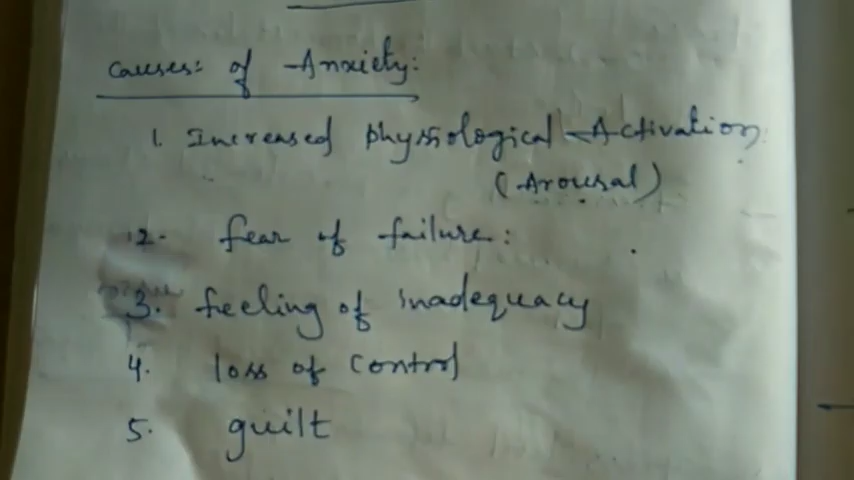 Causes: of Anxiety:
1. Increased physiological Activation
(Arousal)
2. fear of failure:
3. feeling of inadequacy
4. loss of control
5. guilt